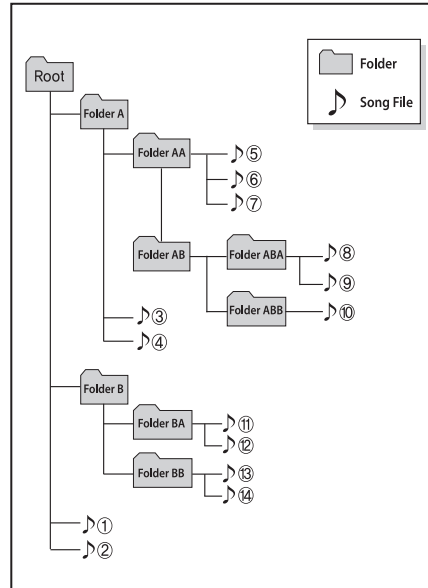 Root
Folder
Song File
Folder A
Folder AA
⑤
⑥
⑦
Folder AB
Folder ABA
⑧
⑨
Folder ABB
⑩
③
④
Folder B
Folder BA
⑪
⑫
Folder BB
⑬
⑭
①
②